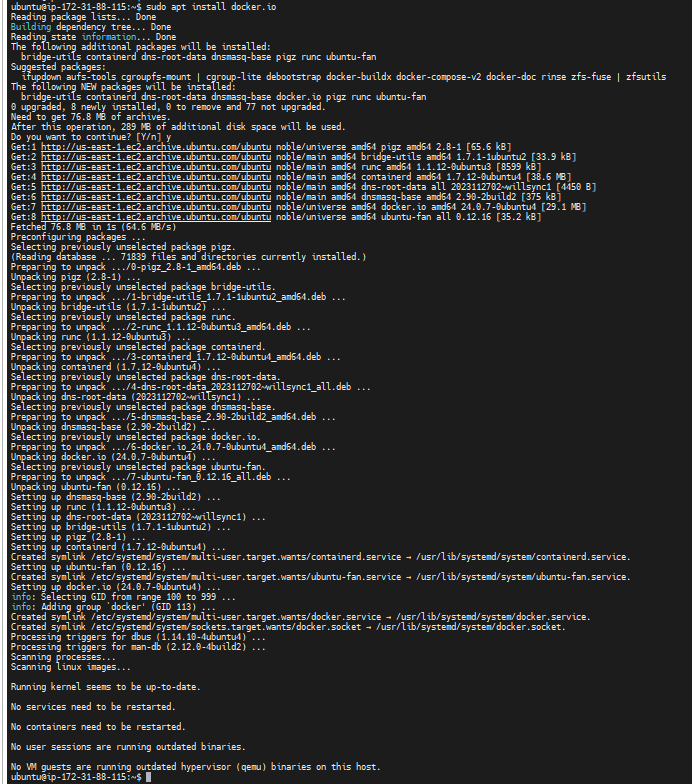 ubuntu@ip-172-31-88-115:~$ sudo apt install docker.io
Reading package lists... Done
Building dependency tree... Done
Reading state information... Done
The following additional packages will be installed:
  bridge-utils containerd dns-root-data dnsmasq-base pigz runc ubuntu-fan
Suggested packages:
  ifupdown aufs-tools cgroupfs-mount | cgroup-lite debootstrap docker-buildx docker-compose-v2 docker-doc rinse zfs-fuse | zfsutils
The following NEW packages will be installed:
  bridge-utils containerd dns-root-data dnsmasq-base docker.io pigz runc ubuntu-fan
0 upgraded, 8 newly installed, 0 to remove and 77 not upgraded.
Need to get 76.8 MB of archives.
After this operation, 289 MB of additional disk space will be used.
Do you want to continue? [Y/n] y
Get:1 http://us-east-1.ec2.archive.ubuntu.com/ubuntu noble/universe amd64 pigz amd64 2.8-1 [65.6 kB]
Get:2 http://us-east-1.ec2.archive.ubuntu.com/ubuntu noble/main amd64 bridge-utils amd64 1.7.1-1ubuntu2 [33.9 kB]
Get:3 http://us-east-1.ec2.archive.ubuntu.com/ubuntu noble/main amd64 runc amd64 1.1.12-0ubuntu3 [8599 kB]
Get:4 http://us-east-1.ec2.archive.ubuntu.com/ubuntu noble/main amd64 containerd amd64 1.7.12-0ubuntu4 [38.6 MB]
Get:5 http://us-east-1.ec2.archive.ubuntu.com/ubuntu noble/main amd64 dns-root-data all 2023112702~willsync1 [4450 B]
Get:6 http://us-east-1.ec2.archive.ubuntu.com/ubuntu noble/main amd64 dnsmasq-base amd64 2.90-2build2 [375 kB]
Get:7 http://us-east-1.ec2.archive.ubuntu.com/ubuntu noble/universe amd64 docker.io amd64 24.0.7-0ubuntu4 [29.1 MB]
Get:8 http://us-east-1.ec2.archive.ubuntu.com/ubuntu noble/universe amd64 ubuntu-fan all 0.12.16 [35.2 kB]
Fetched 76.8 MB in 1s (64.6 MB/s)
Preconfiguring packages ...
Selecting previously unselected package pigz.
(Reading database ... 71839 files and directories currently installed.)
Preparing to unpack .../0-pigz_2.8-1_amd64.deb ...
Unpacking pigz (2.8-1) ...
Selecting previously unselected package bridge-utils.
Preparing to unpack .../1-bridge-utils_1.7.1-1ubuntu2_amd64.deb ...
Unpacking bridge-utils (1.7.1-1ubuntu2) ...
Selecting previously unselected package runc.
Preparing to unpack .../2-runc_1.1.12-0ubuntu3_amd64.deb ...
Unpacking runc (1.1.12-0ubuntu3) ...
Selecting previously unselected package containerd.
Preparing to unpack .../3-containerd_1.7.12-0ubuntu4_amd64.deb ...
Unpacking containerd (1.7.12-0ubuntu4) ...
Selecting previously unselected package dns-root-data.
Preparing to unpack .../4-dns-root-data_2023112702~willsync1_all.deb ...
Unpacking dns-root-data (2023112702~willsync1) ...
Selecting previously unselected package dnsmasq-base.
Preparing to unpack .../5-dnsmasq-base_2.90-2build2_amd64.deb ...
Unpacking dnsmasq-base (2.90-2build2) ...
Selecting previously unselected package docker.io.
Preparing to unpack .../6-docker.io_24.0.7-0ubuntu4_amd64.deb ...
Unpacking docker.io (24.0.7-0ubuntu4) ...
Selecting previously unselected package ubuntu-fan.
Preparing to unpack .../7-ubuntu-fan_0.12.16_all.deb ...
Unpacking ubuntu-fan (0.12.16) ...
Setting up dnsmasq-base (2.90-2build2) ...
Setting up runc (1.1.12-0ubuntu3) ...
Setting up dns-root-data (2023112702~willsync1) ...
Setting up bridge-utils (1.7.1-1ubuntu2) ...
Setting up pigz (2.8-1) ...
Setting up containerd (1.7.12-0ubuntu4) ...
Created symlink /etc/systemd/system/multi-user.target.wants/containerd.service → /usr/lib/systemd/system/containerd.service.
Setting up ubuntu-fan (0.12.16) ...
Created symlink /etc/systemd/system/multi-user.target.wants/ubuntu-fan.service → /usr/lib/systemd/system/ubuntu-fan.service.
Setting up docker.io (24.0.7-0ubuntu4) ...
info: Selecting GID from range 100 to 999 ...
info: Adding group `docker' (GID 113) ...
Created symlink /etc/systemd/system/multi-user.target.wants/docker.service → /usr/lib/systemd/system/docker.service.
Created symlink /etc/systemd/system/sockets.target.wants/docker.socket → /usr/lib/systemd/system/docker.socket.
Processing triggers for dbus (1.14.10-4ubuntu4) ...
Processing triggers for man-db (2.12.0-4build2) ...
Scanning processes...
Scanning linux images...
Running kernel seems to be up-to-date.
No services need to be restarted.
No containers need to be restarted.
No user sessions are running outdated binaries.
No VM guests are running outdated hypervisor (qemu) binaries on this host.
ubuntu@ip-172-31-88-115:~$